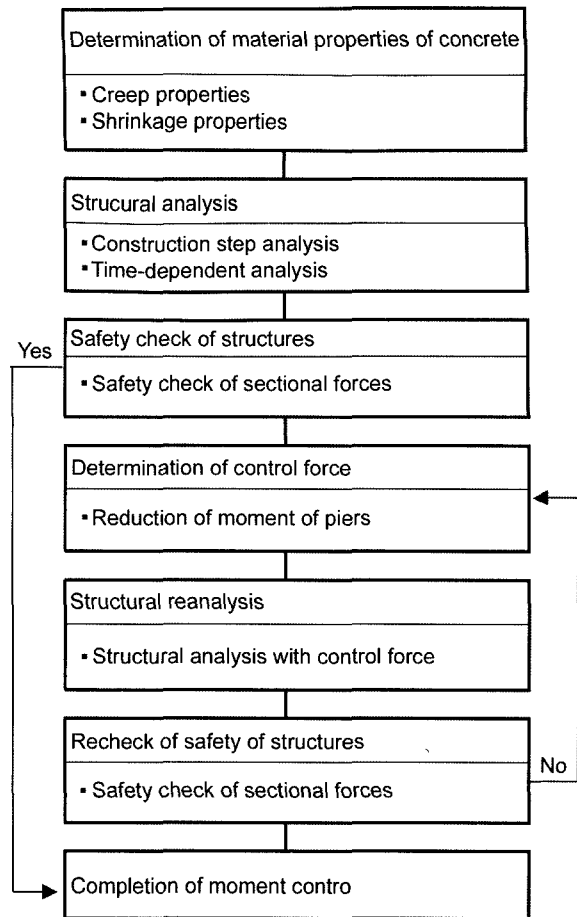 Determination of material properties of concrete
▪ Creep properties
▪ Shrinkage properties
Strucural analysis
▪ Construction step analysis
▪ Time-dependent analysis
Safety check of structures
Yes
▪ Safety check of sectional forces
Determination of control force
▪ Reduction of moment of piers
Structural reanalysis
▪ Structural analysis with control force
Recheck of safety of structures
No
▪ Safety check of sectional forces
Completion of moment contro